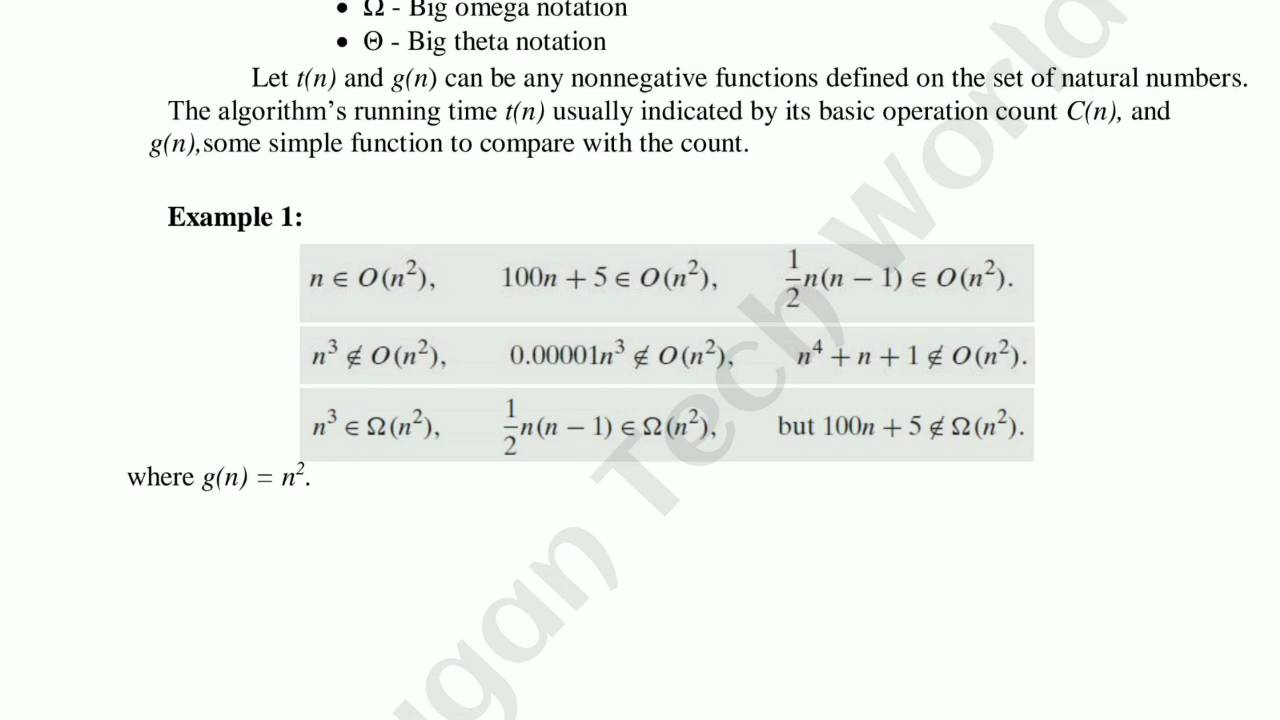 • Ω - Big omega notation
• Θ - Big theta notation
Let t(n) and g(n) can be any nonnegative functions defined on the set of natural numbers.
The algorithm’s running time t(n) usually indicated by its basic operation count C(n), and
g(n),some simple function to compare with the count.
Example 1:
n ∈ O(n²), 100n + 5 ∈ O(n²), 1/2 n(n − 1) ∈ O(n²).
n³ ∉ O(n²), 0.00001n³ ∉ O(n²), n⁴ + n + 1 ∉ O(n²).
n³ ∈ Ω(n²), 1/2 n(n − 1) ∈ Ω(n²), but 100n + 5 ∉ Ω(n²).
where g(n) = n².
Tech World